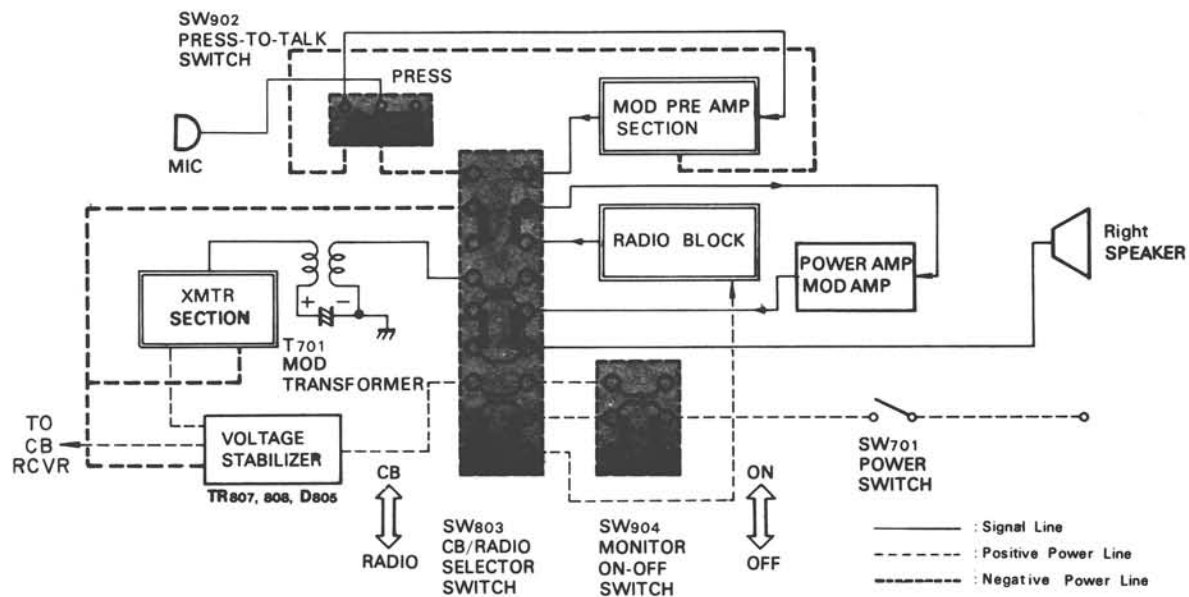 SW902
PRESS-TO-TALK
SWITCH
PRESS
MIC
MOD PRE AMP
SECTION
RADIO BLOCK
POWER AMP
MOD AMP
Right
SPEAKER
XMTR
SECTION
+ −
T701
MOD
TRANSFORMER
TO
CB
RCVR
VOLTAGE
STABILIZER
TR807, 808, D805
CB
RADIO
SW803
CB/RADIO
SELECTOR
SWITCH
SW904
MONITOR
ON-OFF
SWITCH
ON
OFF
SW701
POWER
SWITCH
: Signal Line
: Positive Power Line
: Negative Power Line